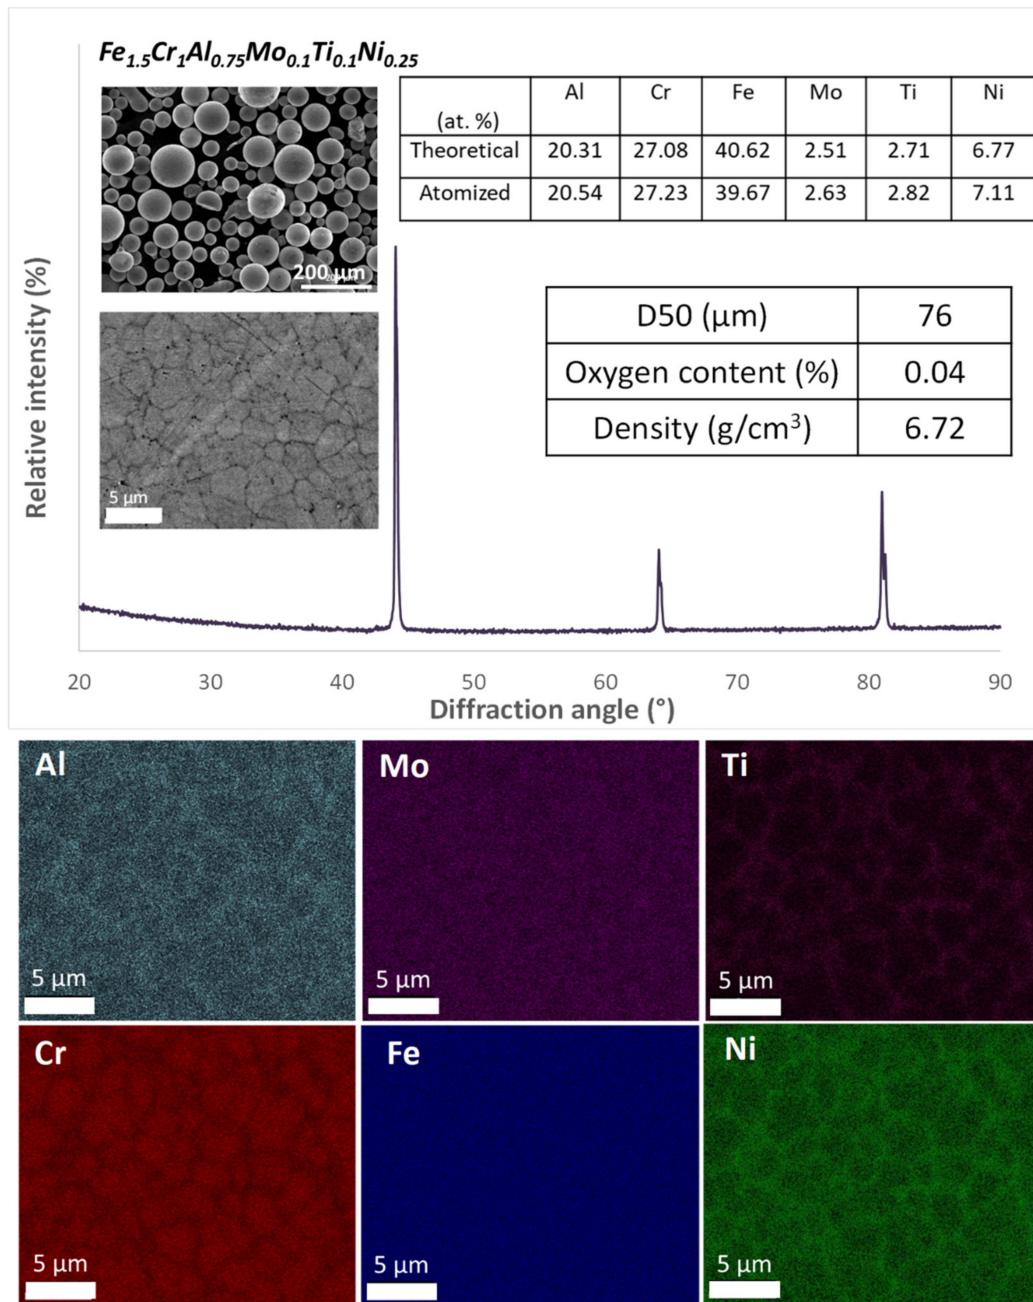 Fe1.5Cr1Al0.75Mo0.1Ti0.1Ni0.25
(at. %) Al Cr Fe Mo Ti Ni
Theoretical 20.31 27.08 40.62 2.51 2.71 6.77
Atomized 20.54 27.23 39.67 2.63 2.82 7.11
200 μm
D50 (μm) 76
Oxygen content (%) 0.04
Density (g/cm3) 6.72
5 μm
Relative intensity (%)
20 30 40 50 60 70 80 90
Diffraction angle (°)
Al Mo Ti
5 μm 5 μm 5 μm
Cr Fe Ni
5 μm 5 μm 5 μm